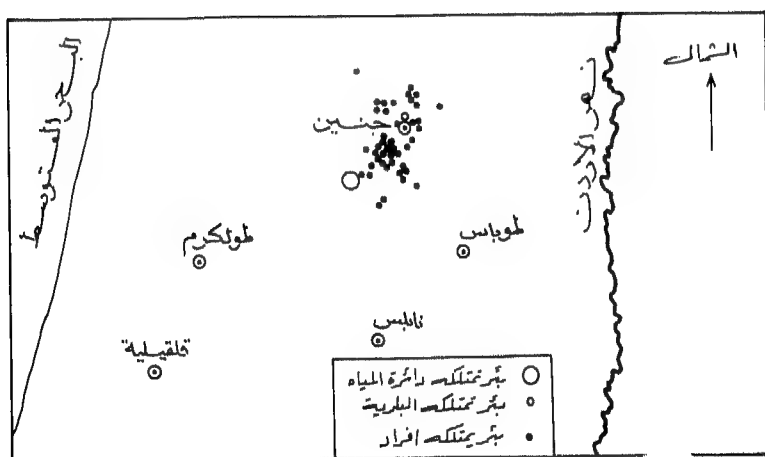 الشمال
البحر المتوسط
نهر الاردن
جنين
طولكرم
طوباس
نابلس
قلقيلية
بئر تمتلكه دائرة المياه
بئر تمتلكه البلدية
بئر يمتلكه افراد